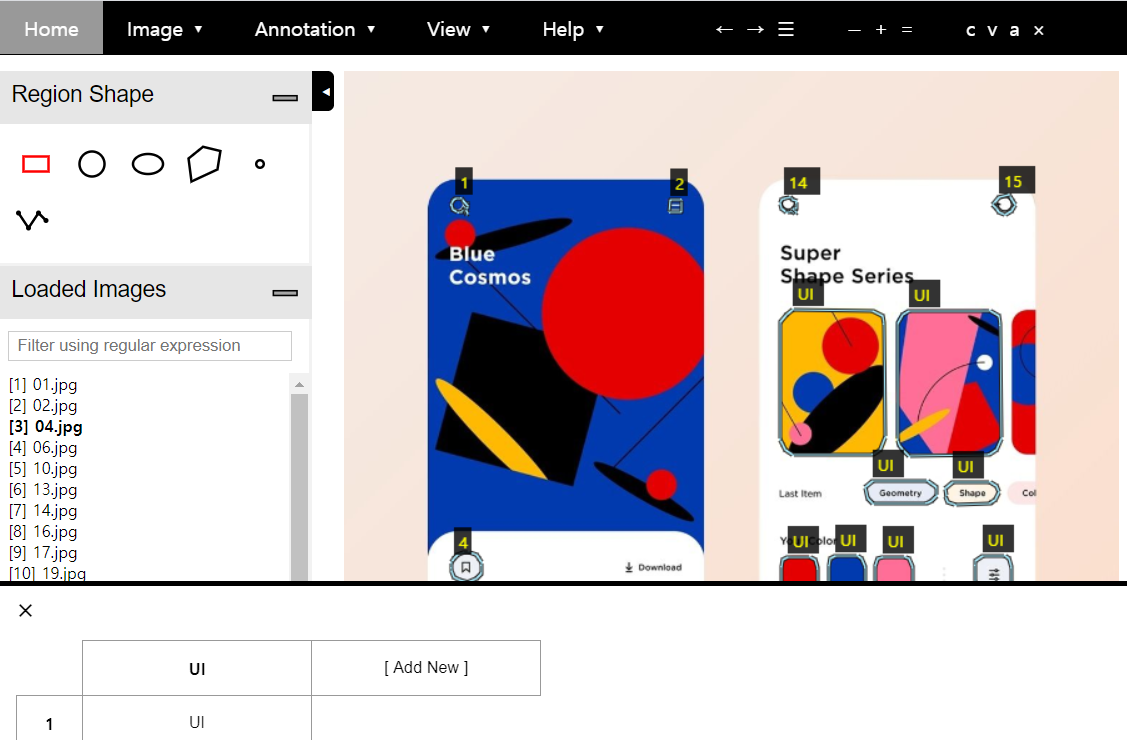 Home Image ▼ Annotation ▼ View ▼ Help ▼ ← → ☰ − + = c v a ×
Region Shape
Loaded Images
Filter using regular expression
[1] 01.jpg
[2] 02.jpg
[3] 04.jpg
[4] 06.jpg
[5] 10.jpg
[6] 13.jpg
[7] 14.jpg
[8] 16.jpg
[9] 17.jpg
[10] 19.jpg
1 2
Blue
Cosmos
4
Download
14 15
Super
Shape Series
UI UI
UI UI
Last Item Geometry Shape Col
UI UI UI UI
×
UI [ Add New ]
1 UI